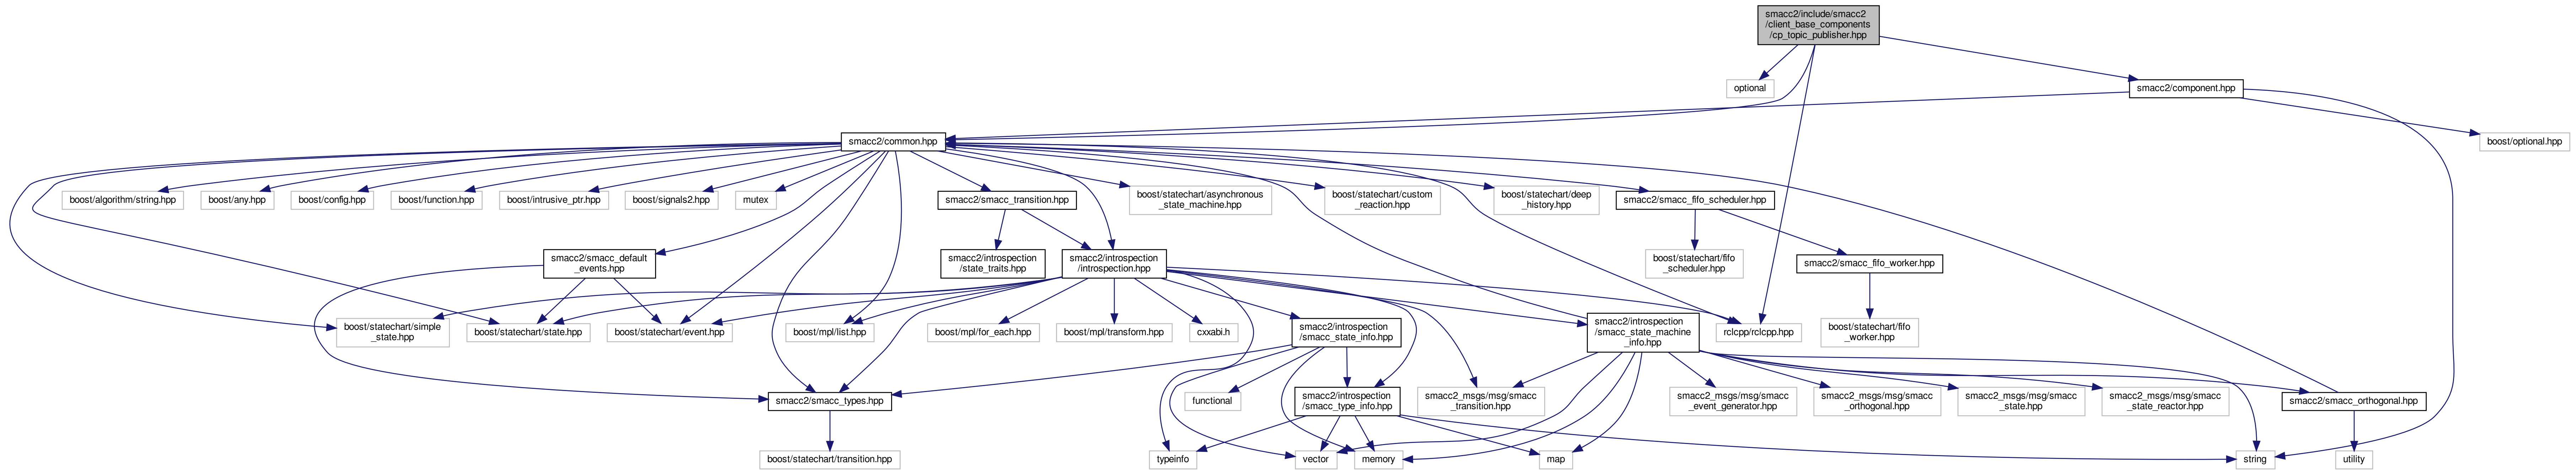 smacc2/include/smacc2
/client_base_components
/cp_topic_publisher.hpp
optional
smacc2/component.hpp
smacc2/common.hpp
boost/optional.hpp
boost/algorithm/string.hpp
boost/any.hpp
boost/config.hpp
boost/function.hpp
boost/intrusive_ptr.hpp
boost/signals2.hpp
mutex
smacc2/smacc_transition.hpp
boost/statechart/asynchronous
_state_machine.hpp
boost/statechart/custom
_reaction.hpp
boost/statechart/deep
_history.hpp
smacc2/smacc_fifo_scheduler.hpp
smacc2/smacc_default
_events.hpp
smacc2/introspection
/state_traits.hpp
smacc2/introspection
/introspection.hpp
boost/statechart/fifo
_scheduler.hpp
smacc2/smacc_fifo_worker.hpp
boost/statechart/simple
_state.hpp
boost/statechart/state.hpp
boost/statechart/event.hpp
boost/mpl/list.hpp
boost/mpl/for_each.hpp
boost/mpl/transform.hpp
cxxabi.h
smacc2/introspection
/smacc_state_info.hpp
smacc2/introspection
/smacc_state_machine
_info.hpp
rclcpp/rclcpp.hpp
boost/statechart/fifo
_worker.hpp
smacc2/smacc_types.hpp
functional
smacc2/introspection
/smacc_type_info.hpp
smacc2_msgs/msg/smacc
_transition.hpp
smacc2_msgs/msg/smacc
_event_generator.hpp
smacc2_msgs/msg/smacc
_orthogonal.hpp
smacc2_msgs/msg/smacc
_state.hpp
smacc2_msgs/msg/smacc
_state_reactor.hpp
smacc2/smacc_orthogonal.hpp
boost/statechart/transition.hpp
typeinfo
vector
memory
map
string
utility